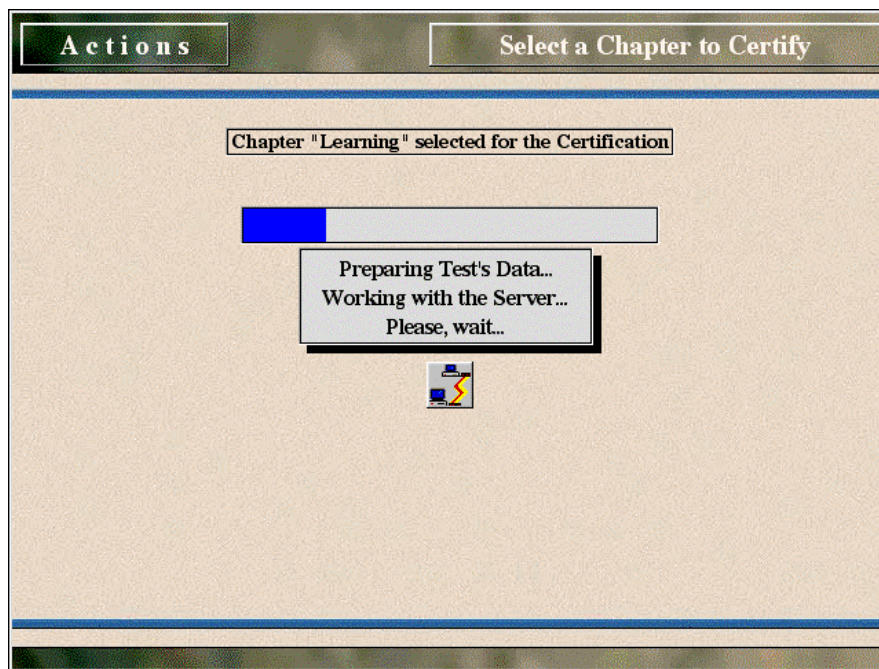 Actions
Select a Chapter to Certify
Chapter "Learning" selected for the Certification
Preparing Test's Data...
Working with the Server...
Please, wait...